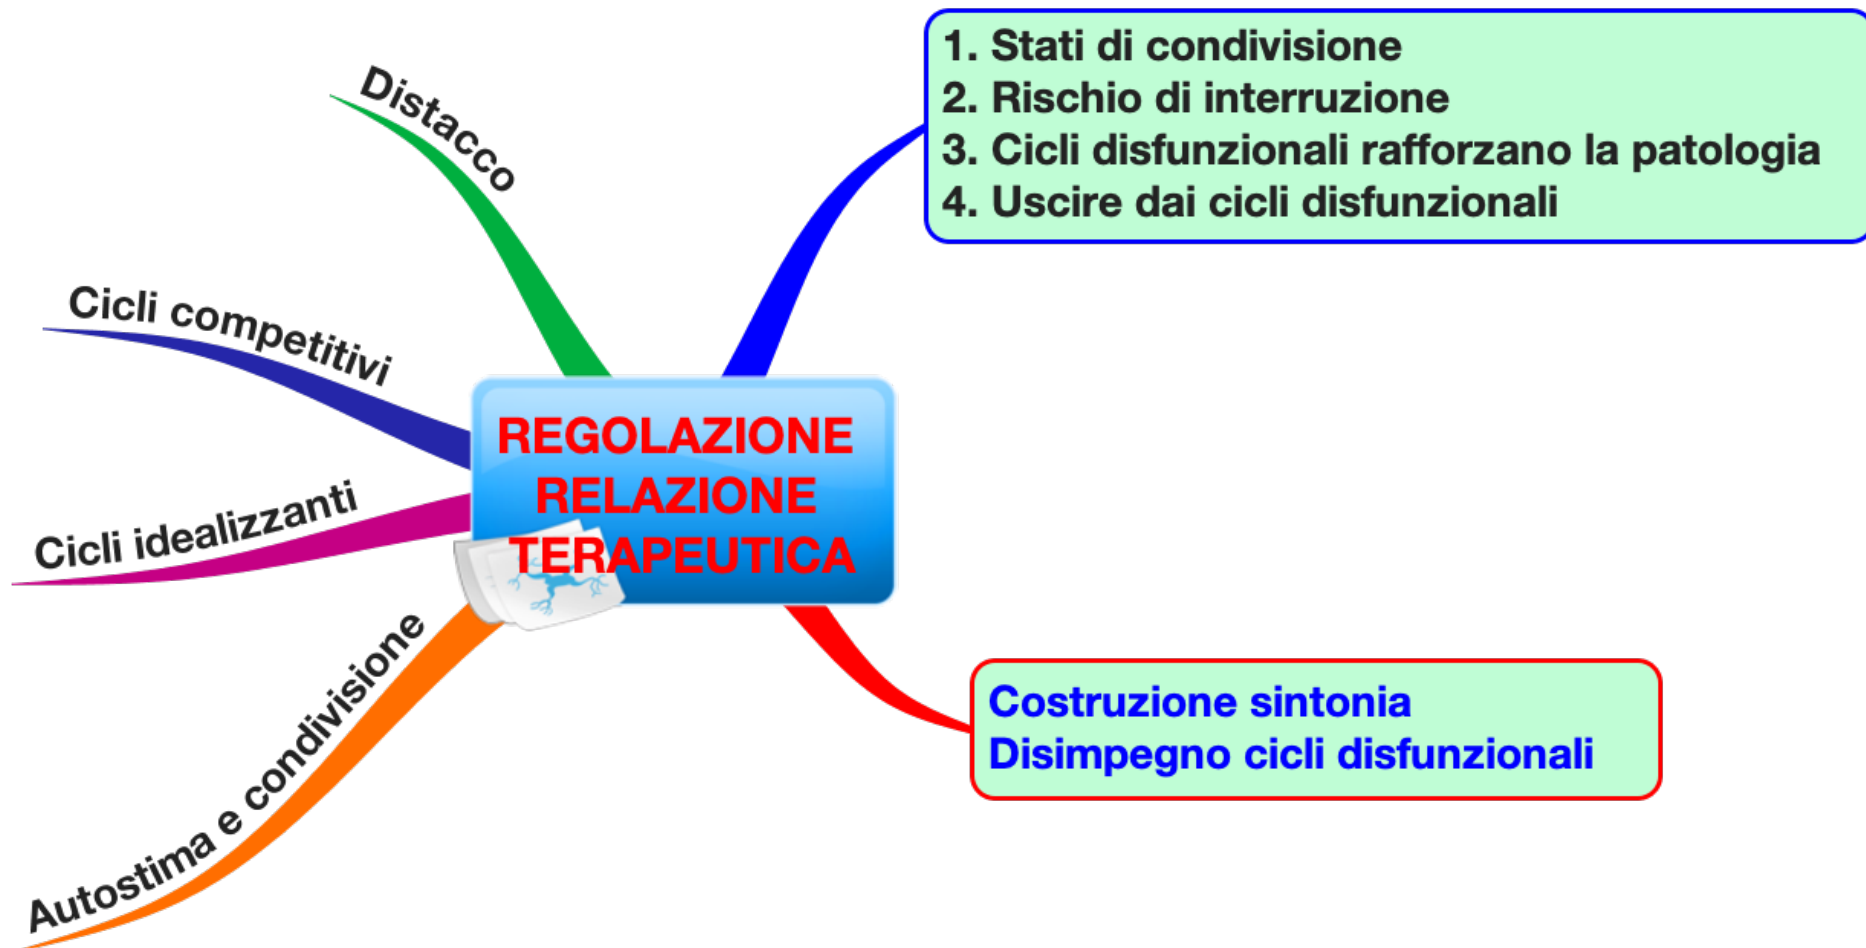 1. Stati di condivisione
2. Rischio di interruzione
3. Cicli disfunzionali rafforzano la patologia
4. Uscire dai cicli disfunzionali
Distacco
Cicli competitivi
REGOLAZIONE
RELAZIONE
TERAPEUTICA
Cicli idealizzanti
Autostima e condivisione
Costruzione sintonia
Disimpegno cicli disfunzionali